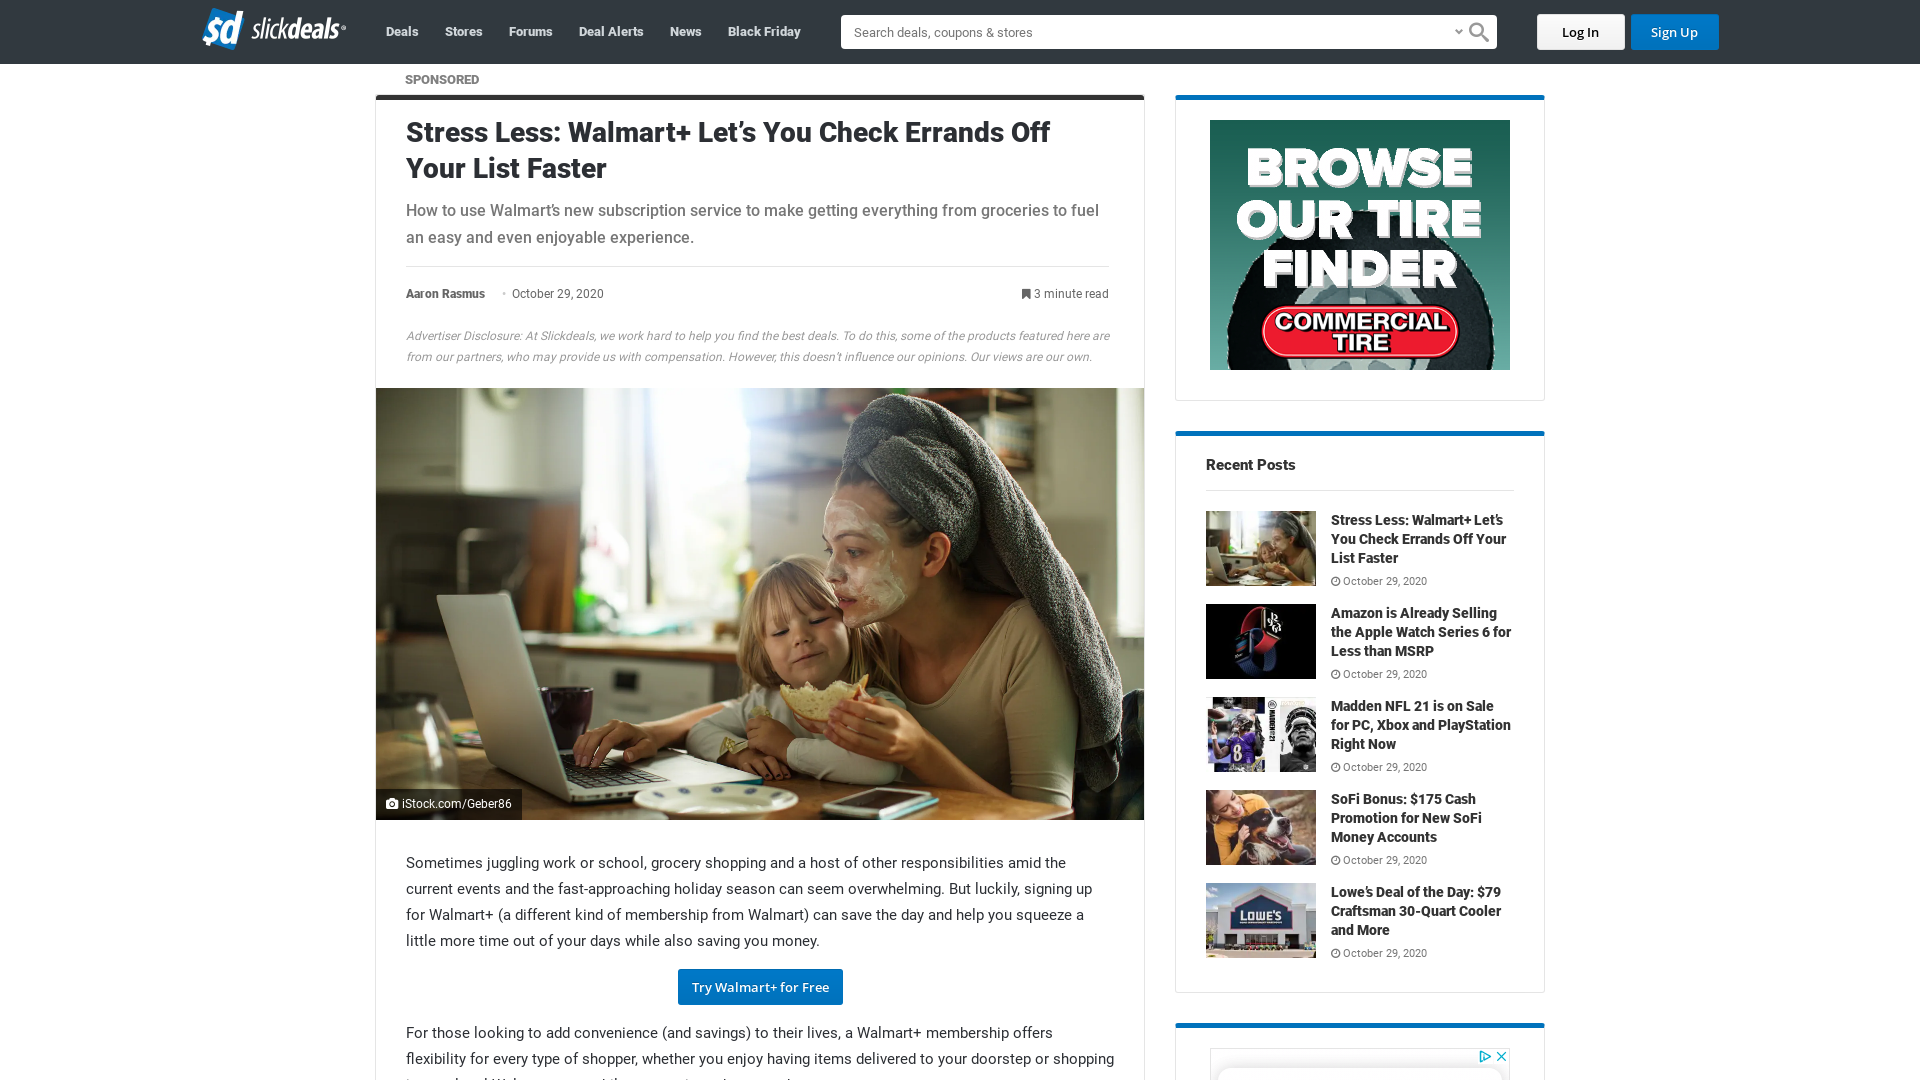 slickdeals
Deals
Stores
Forums
Deal Alerts
News
Black Friday
Search deals, coupons & stores
Log In
Sign Up
SPONSORED
Stress Less: Walmart+ Let’s You Check Errands Off
Your List Faster
How to use Walmart’s new subscription service to make getting everything from groceries to fuel
an easy and even enjoyable experience.
Aaron Rasmus • October 29, 2020
3 minute read
Advertiser Disclosure: At Slickdeals, we work hard to help you find the best deals. To do this, some of the products featured here are
from our partners, who may provide us with compensation. However, this doesn’t influence our opinions. Our views are our own.
iStock.com/Geber86
Sometimes juggling work or school, grocery shopping and a host of other responsibilities amid the
current events and the fast-approaching holiday season can seem overwhelming. But luckily, signing up
for Walmart+ (a different kind of membership from Walmart) can save the day and help you squeeze a
little more time out of your days while also saving you money.
Try Walmart+ for Free
For those looking to add convenience (and savings) to their lives, a Walmart+ membership offers
flexibility for every type of shopper, whether you enjoy having items delivered to your doorstep or shopping
BROWSE
OUR TIRE
FINDER
COMMERCIAL
TIRE
Recent Posts
Stress Less: Walmart+ Let’s
You Check Errands Off Your
List Faster
October 29, 2020
Amazon is Already Selling
the Apple Watch Series 6 for
Less than MSRP
October 29, 2020
Madden NFL 21 is on Sale
for PC, Xbox and PlayStation
Right Now
October 29, 2020
SoFi Bonus: $175 Cash
Promotion for New SoFi
Money Accounts
October 29, 2020
LOWE'S
Lowe’s Deal of the Day: $79
Craftsman 30-Quart Cooler
and More
October 29, 2020